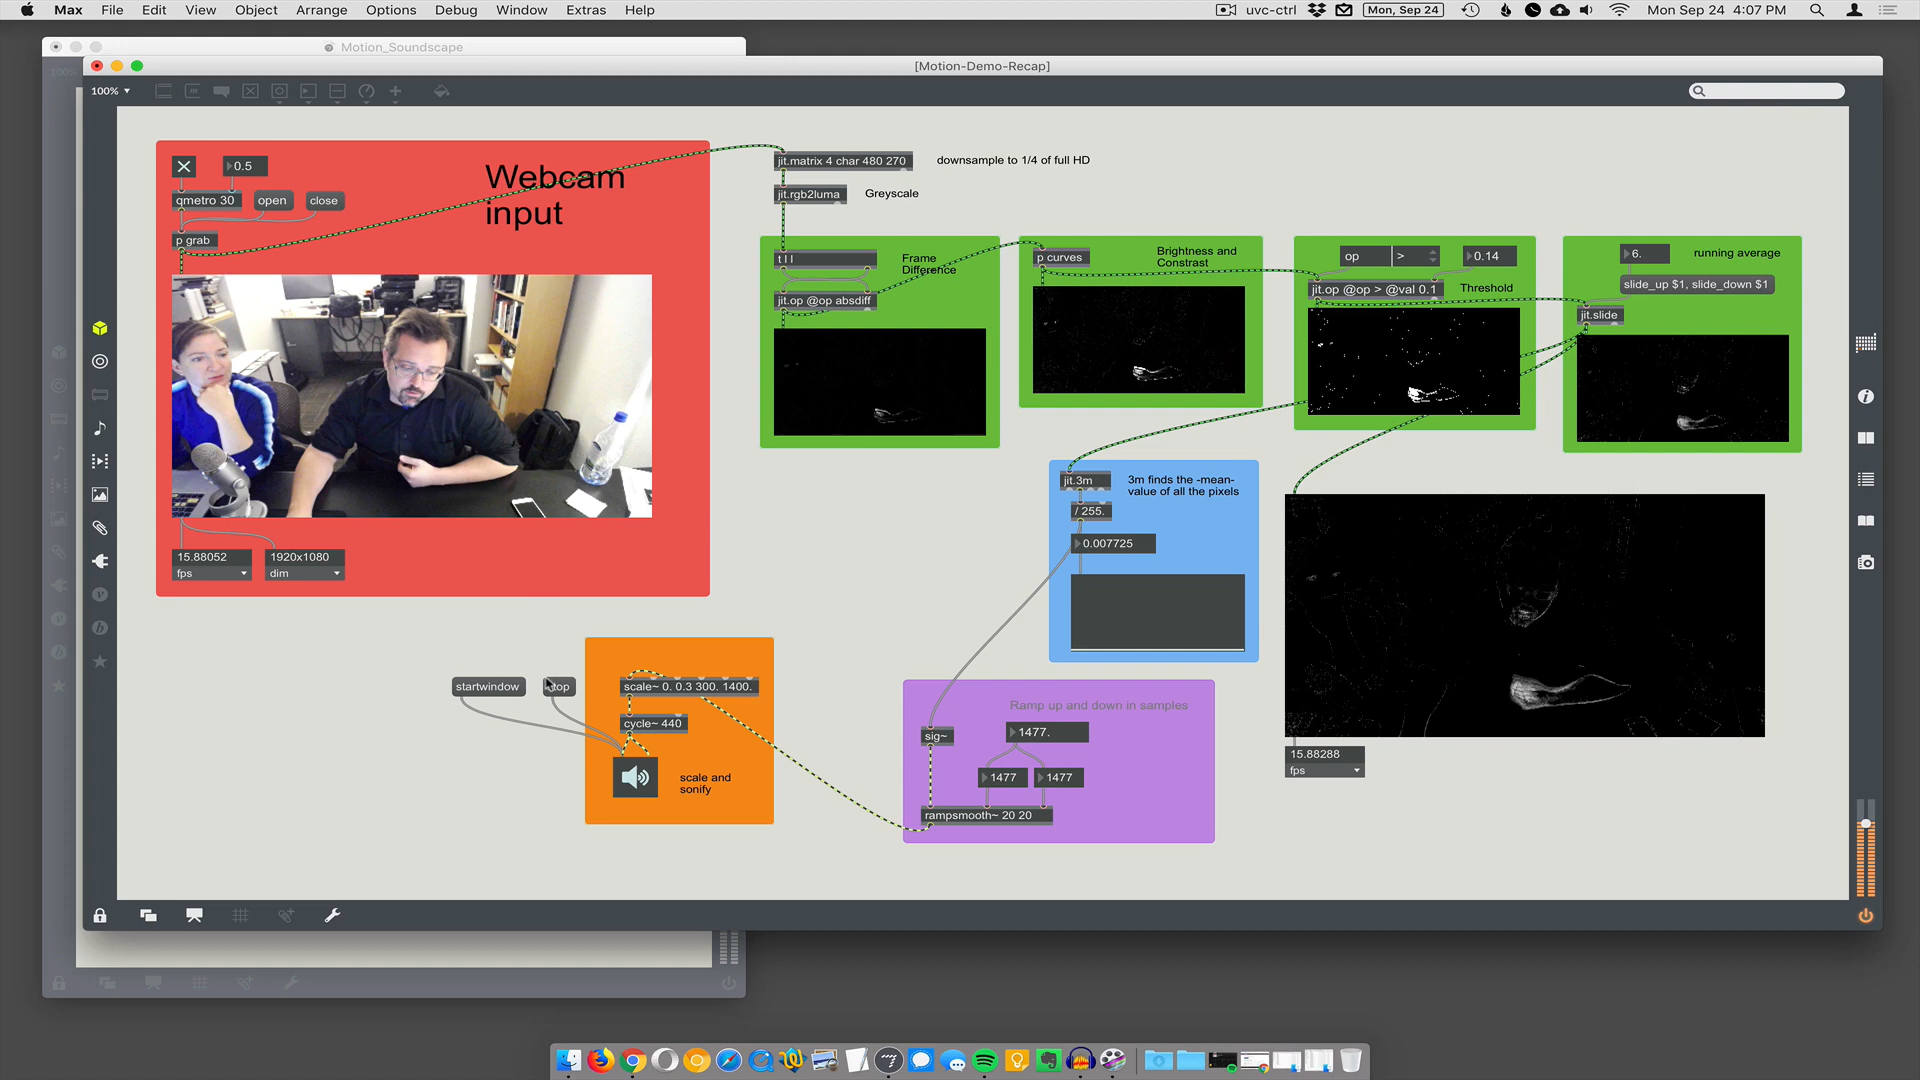 Max File Edit View Object Arrange Options Debug Window Extras Help
uvc-ctrl Mon, Sep 24 Mon Sep 24 4:07 PM
Motion_Soundscape
[Motion-Demo-Recap]
100%
100%
0.5
qmetro 30 open close
p grab
Webcam
input
15.88052
fps
1920x1080
dim
jit.matrix 4 char 480 270
downsample to 1/4 of full HD
jit.rgb2luma
Greyscale
t l l
Frame
Difference
jit.op @op absdiff
p curves
Brightness and
Constrast
op > 0.14
jit.op @op > @val 0.1
Threshold
6.
running average
slide_up $1, slide_down $1
jit.slide
jit.3m
3m finds the -mean-
value of all the pixels
/ 255.
0.007725
startwindow
top
scale~ 0. 0.3 300. 1400.
cycle~ 440
scale and
sonify
Ramp up and down in samples
sig~
1477.
1477 1477
rampsmooth~ 20 20
15.88288
fps